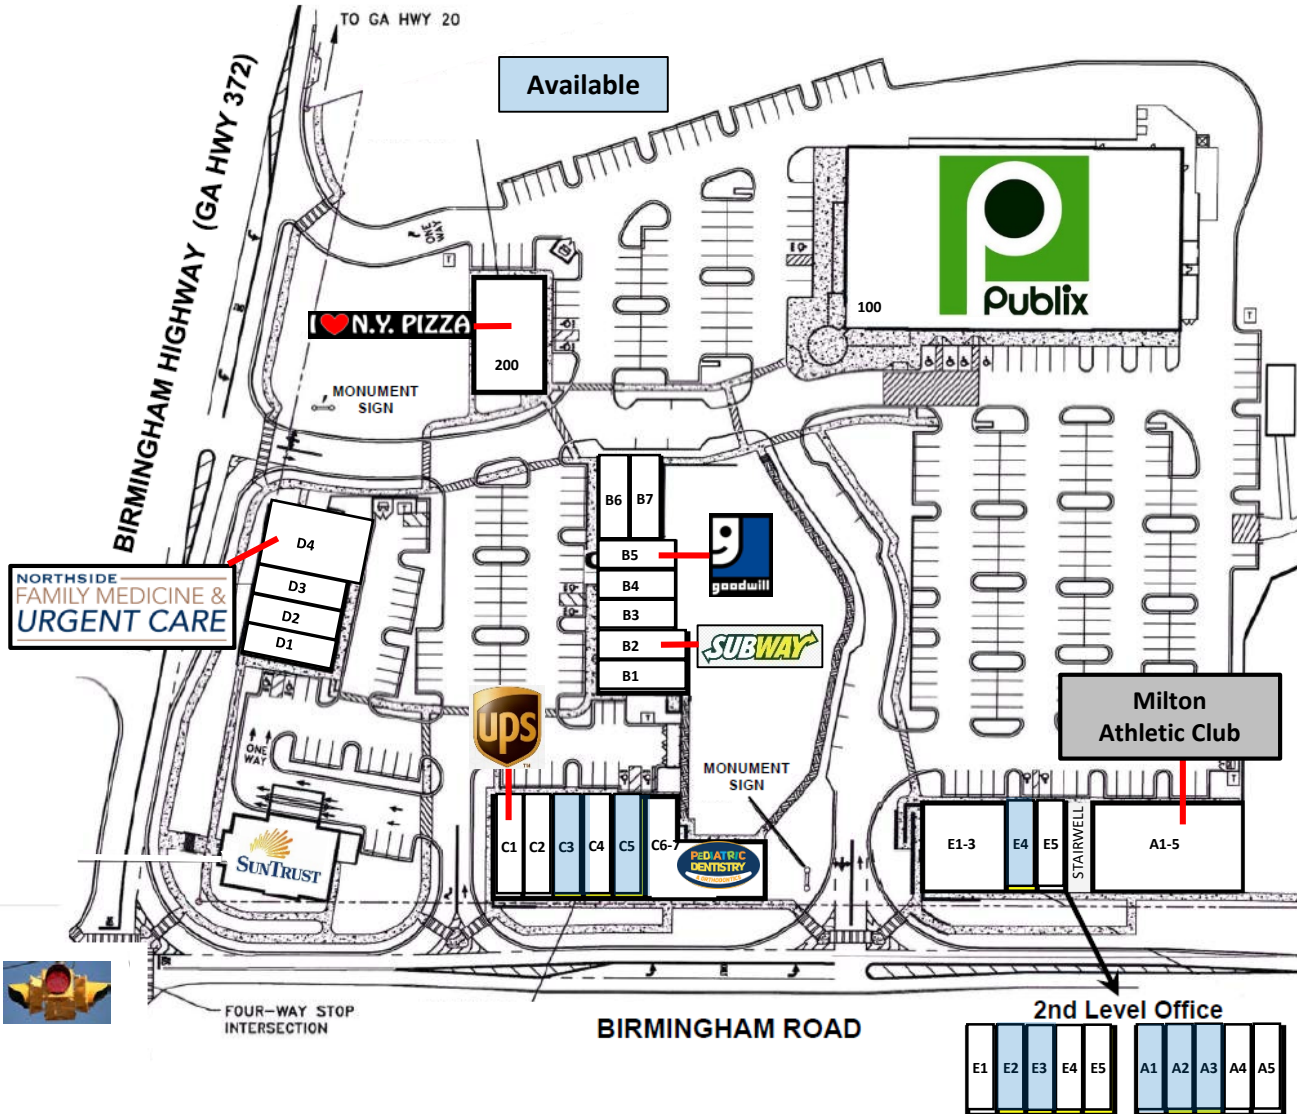 TO GA HWY 20
Available
BIRMINGHAM HIGHWAY (GA HWY 372)
ONE
WAY
T
Publix
100
I ♥ N.Y. PIZZA
200
T
MONUMENT
SIGN
B6
B7
D4
T
B5
goodwill
NORTHSIDE
FAMILY MEDICINE &
URGENT CARE
D3
B4
D2
B3
D1
B2
SUBWAY
B1
Milton
Athletic Club
ups
T
ONE
WAY
MONUMENT
SIGN
T
C1
C2
C3
C4
C5
C6-7
PEDIATRIC
DENTISTRY
& ORTHODONTICS
E1-3
E4
E5
STAIRWELL
A1-5
SUNTRUST
FOUR-WAY STOP
INTERSECTION
BIRMINGHAM ROAD
2nd Level Office
E1 E2 E3 E4 E5 A1 A2 A3 A4 A5